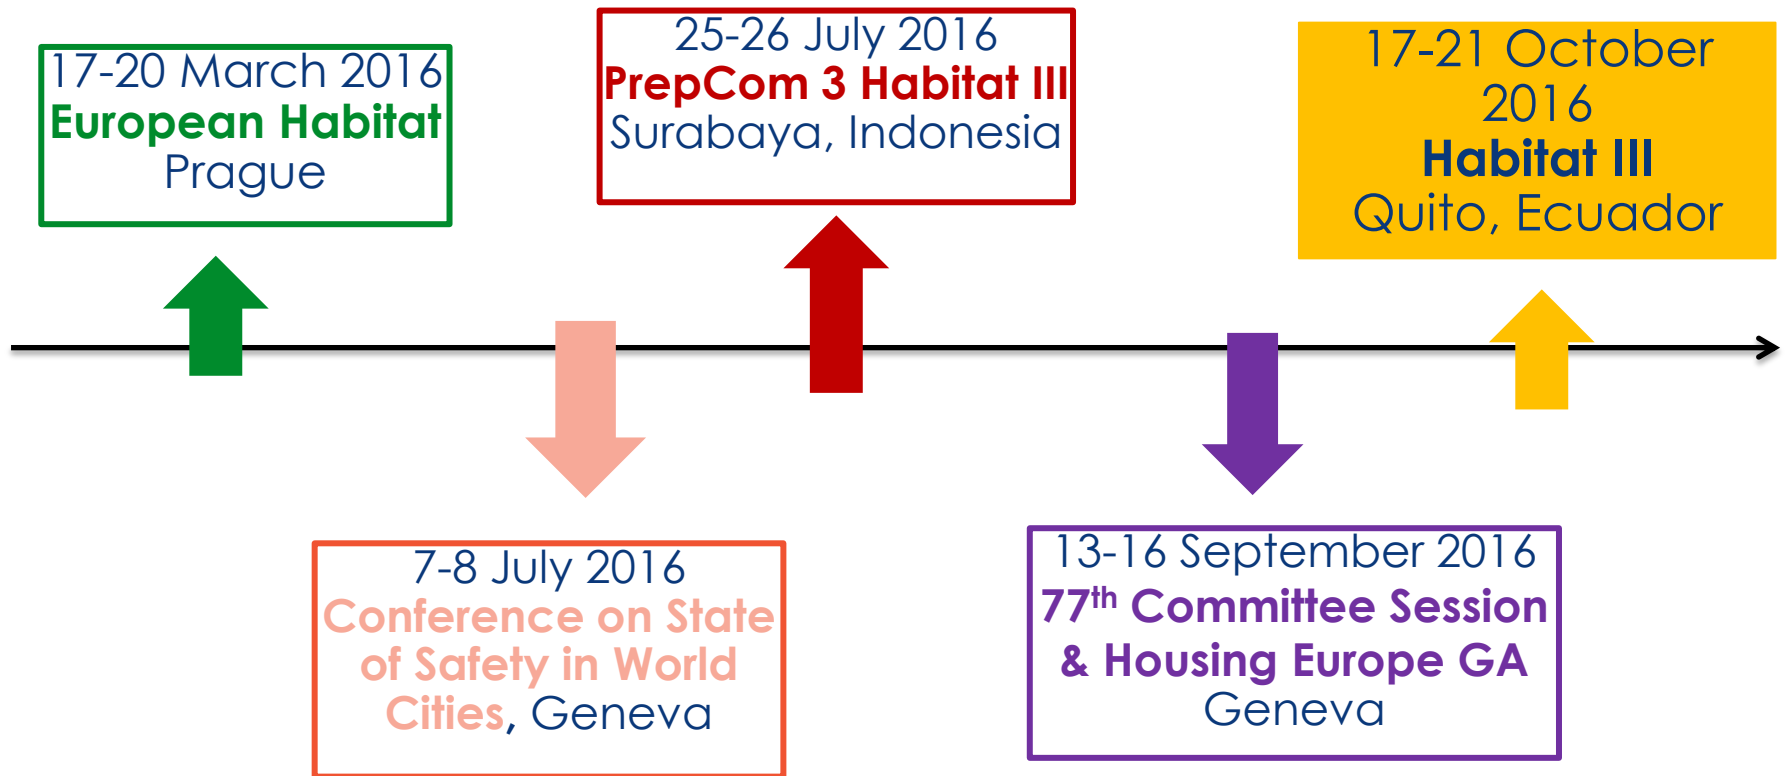 17-20 March 2016
European Habitat
Prague
25-26 July 2016
PrepCom 3 Habitat III
Surabaya, Indonesia
17-21 October
2016
Habitat III
Quito, Ecuador
7-8 July 2016
Conference on State
of Safety in World
Cities, Geneva
13-16 September 2016
77th Committee Session
& Housing Europe GA
Geneva